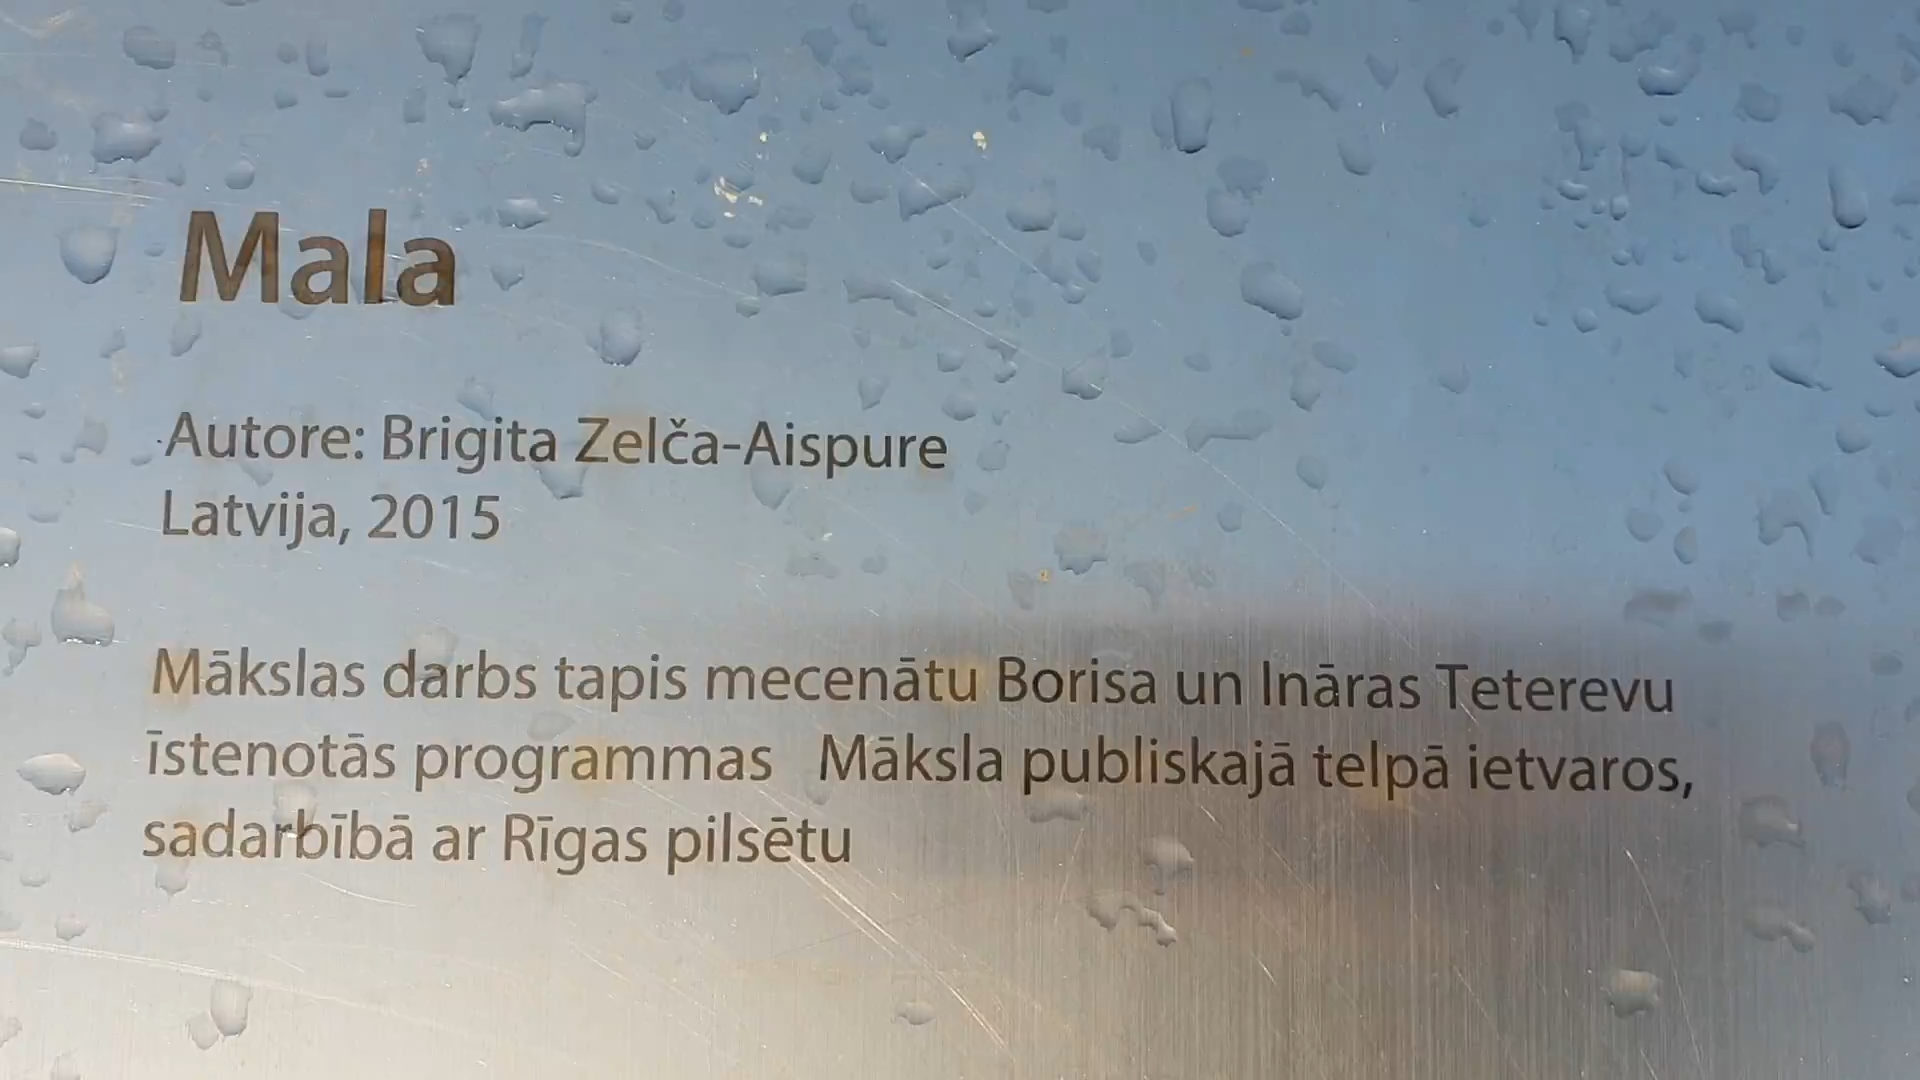 Mala
Autore: Brigita Zelča-Aispure
Latvija, 2015
Mākslas darbs tapis mecenātu Borisa un Ināras Teterevu
īstenotās programmas Māksla publiskajā telpā ietvaros,
sadarbībā ar Rīgas pilsētu